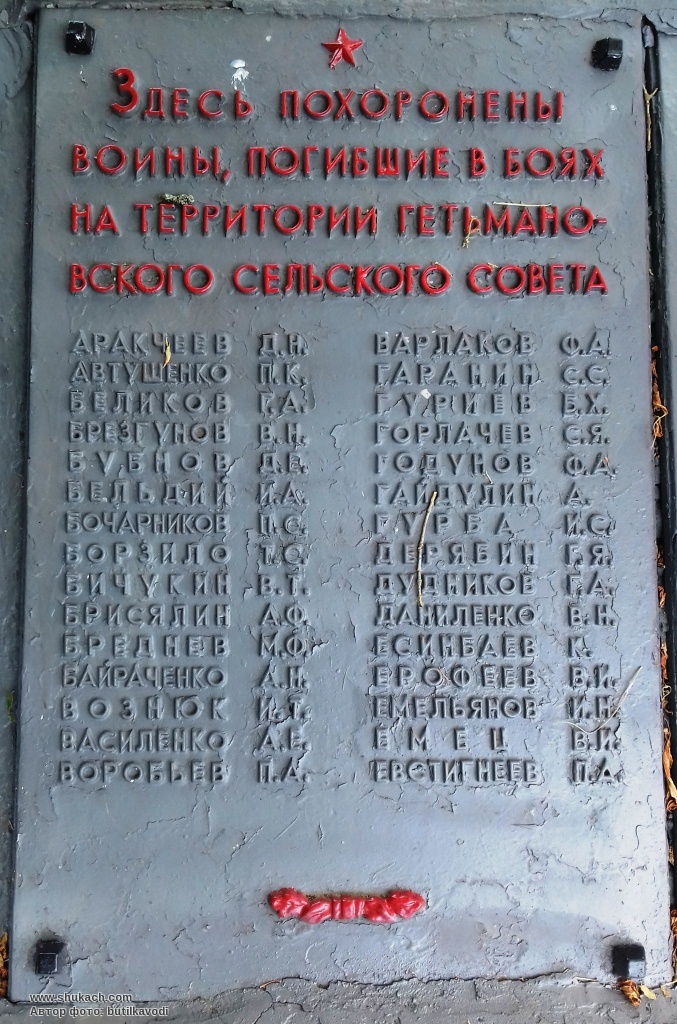 Здесь похоронены
воины, погибшие в боях
на территории Гетьмано-
вского сельского совета
АРАКЧЕЕВ Д.Н.
АВТУШЕНКО П.К.
БЕЛИКОВ Г.А.
БРЕЗГУНОВ В.Н.
БУБНОВ Д.Е.
БЕЛЬДИЙ И.А.
БОЧАРНИКОВ П.С.
БОРЗИЛО Т.С.
БИЧУКИН В.Т.
БРИСЯЛИН А.Ф.
БРЕДНЕВ М.Ф.
БАЙРАЧЕНКО А.Н.
ВОЗНЮК И.Т.
ВАСИЛЕНКО А.Е.
ВОРОБЬЕВ П.А.
ВАРЛАКОВ Ф.А.
ГАРАНИН С.С.
ГУРИЕВ Б.Х.
ГОРЛАЧЕВ С.Я.
ГОДУНОВ Ф.А.
ГАЙДУЛИН А.
ГУРБА И.С.
ДЕРЯБИН Г.Я.
ДУДНИКОВ Г.А.
ДАНИЛЕНКО В.Н.
ЕСИНБАЕВ К.
ЕРОФЕЕВ В.И.
ЕМЕЛЬЯНОВ И.Н.
ЕМЕЦ В.И.
ЕВСТИГНЕЕВ П.А.
www.shukach.com
Автор фото: butilkavodi